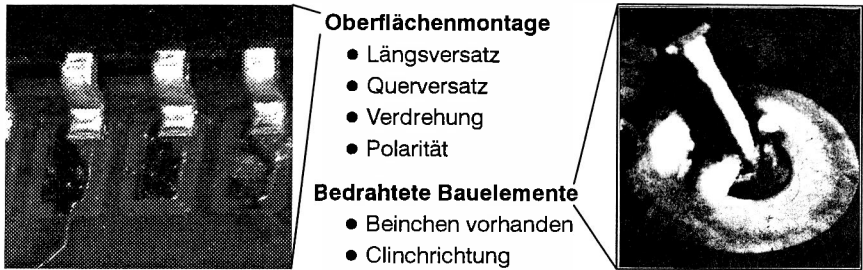 Oberflächenmontage
● Längsversatz
● Querversatz
● Verdrehung
● Polarität
Bedrahtete Bauelemente
● Beinchen vorhanden
● Clinchrichtung